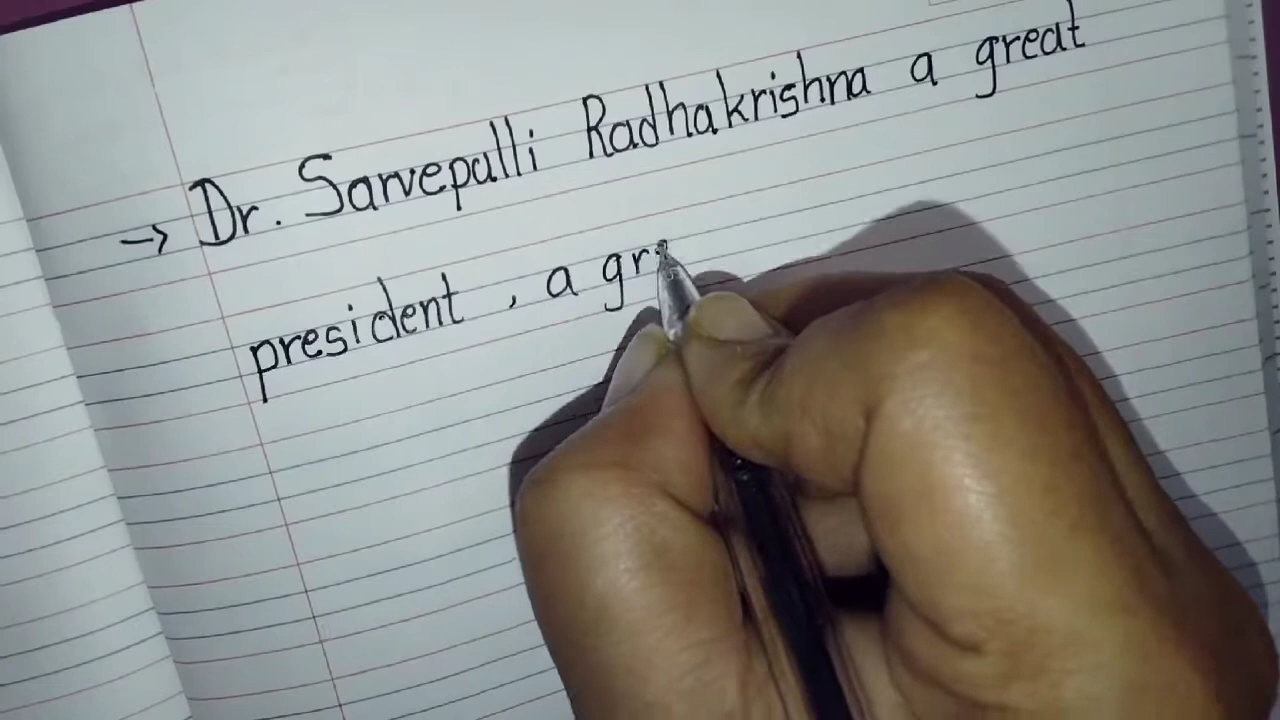 → Dr. Sarvepalli Radhakrishna a great
president , a gr